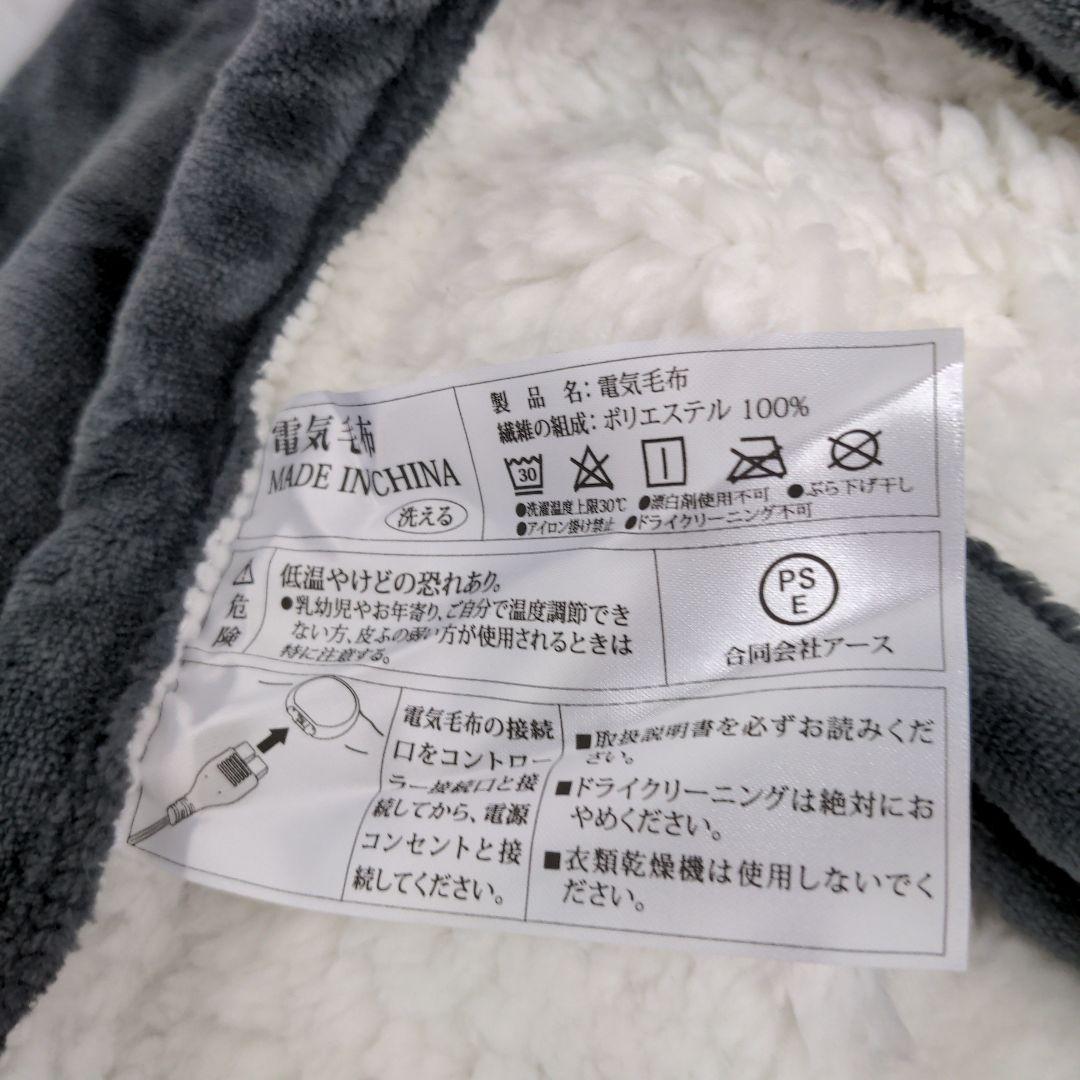 電気毛布
MADE IN CHINA
洗える
製品名：電気毛布
繊維の組成：ポリエステル 100%
30
●洗濯温度上限30℃ ●漂白剤使用不可 ●ぶら下げ干し
●アイロン掛け禁止 ●ドライクリーニング不可
危険
低温やけどの恐れあり。
●乳幼児やお年寄り、ご自分で温度調節でき
ない方、皮ふの弱い方が使用されるときは
特に注意する。
PS
E
合同会社アース
電気毛布の接続
口をコントロー
ラー接続口と接
続してから、電源
コンセントと接
続してください。
■取扱説明書を必ずお読みくだ
さい。
■ドライクリーニングは絶対にお
やめください。
■衣類乾燥機は使用しないでく
ださい。